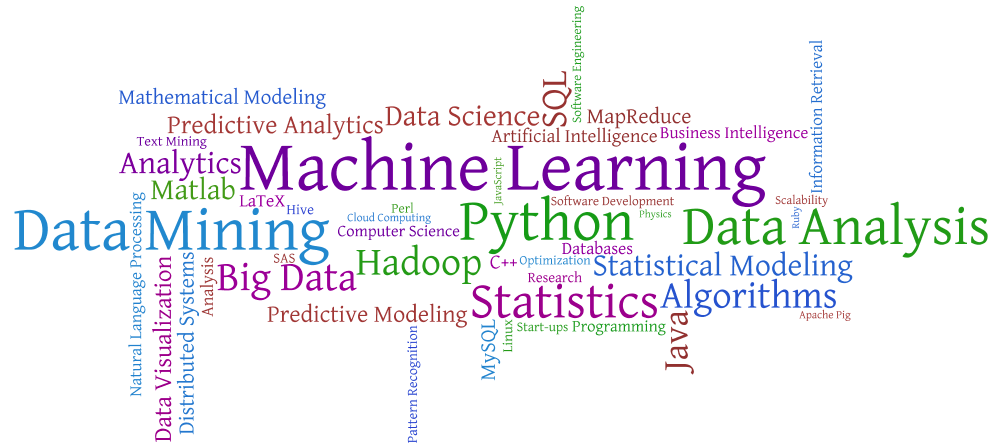 Software Engineering
Information Retrieval
SQL
Mathematical Modeling
Data Science
MapReduce
Predictive Analytics
Artificial Intelligence
Business Intelligence
Text Mining
Analytics
Machine Learning
JavaScript
Matlab
LaTeX
Hive
Perl
Software Development
Scalability
Natural Language Processing
Data Mining
Cloud Computing
Computer Science
Python
Physics
Data Analysis
Ruby
Databases
SAS
Analysis
Big Data
Hadoop
C++
Optimization
Statistical Modeling
Research
Data Visualization
Distributed Systems
Statistics
Algorithms
Predictive Modeling
Apache Pig
MySQL
Linux
Start-ups
Programming
Java
Pattern Recognition